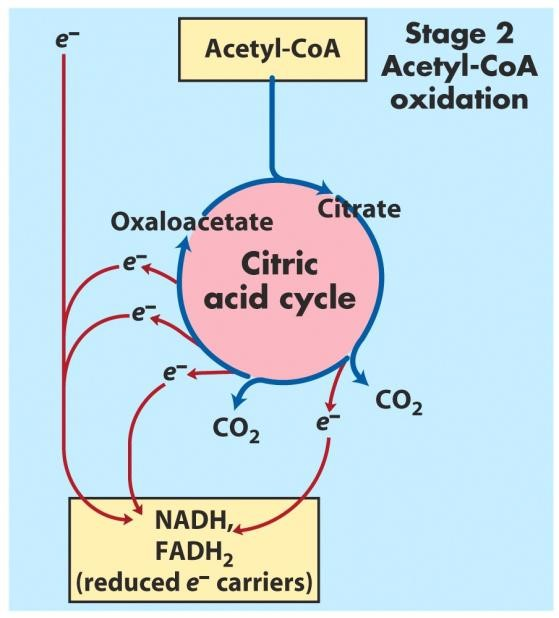 e⁻
Acetyl-CoA
Stage 2
Acetyl-CoA
oxidation
Oxaloacetate
Citrate
Citric
acid cycle
e⁻
e⁻
e⁻
CO₂
e⁻
CO₂
NADH,
FADH₂
(reduced e⁻ carriers)